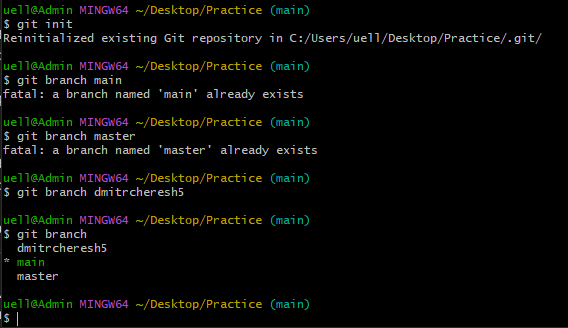 uell@Admin MINGW64 ~/Desktop/Practice (main)
$ git init
Reinitialized existing Git repository in C:/Users/uell/Desktop/Practice/.git/
uell@Admin MINGW64 ~/Desktop/Practice (main)
$ git branch main
fatal: a branch named 'main' already exists
uell@Admin MINGW64 ~/Desktop/Practice (main)
$ git branch master
fatal: a branch named 'master' already exists
uell@Admin MINGW64 ~/Desktop/Practice (main)
$ git branch dmitrcheresh5
uell@Admin MINGW64 ~/Desktop/Practice (main)
$ git branch
dmitrcheresh5
* main
master
uell@Admin MINGW64 ~/Desktop/Practice (main)
$